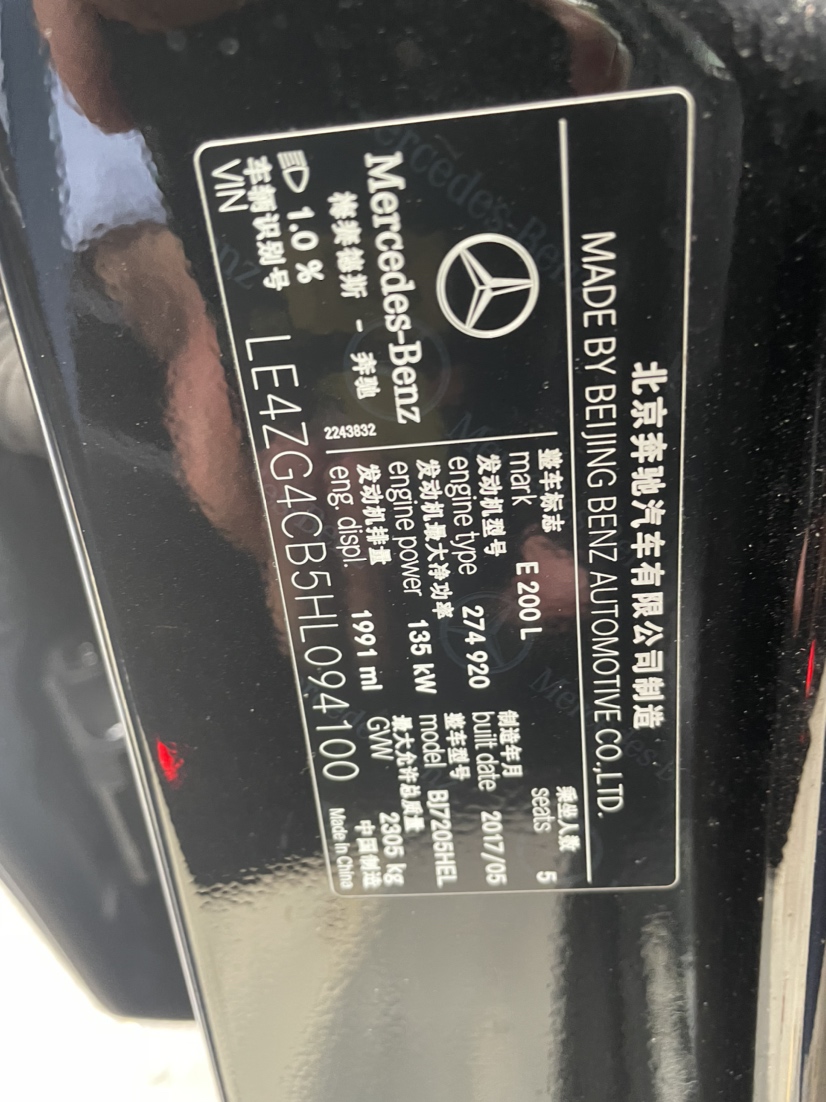 北京奔驰汽车有限公司制造
MADE BY BEIJING BENZ AUTOMOTIVE CO.,LTD.
整车标志
mark E 200 L
乘坐人数
seats 5
发动机型号
engine type 274 920
制造年月
built date 2017/05
发动机最大净功率
engine power 135 kW
整车型号
model BJ7205HEL
发动机排量
eng. displ. 1991 ml
最大允许总质量
GVW 2305 kg
Mercedes-Benz
梅赛德斯 - 奔驰
2243832
1.0 %
车辆识别号
VIN LE4ZG4CB5HL094100
中国制造
Made In China